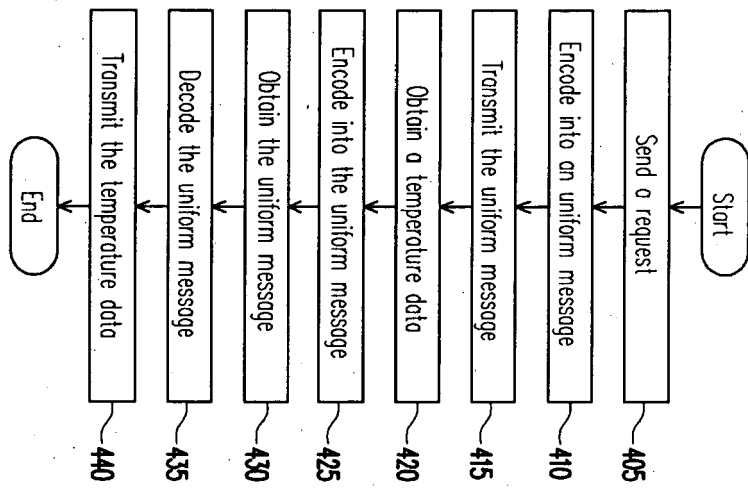 Start
Send a request
405
Encode into an uniform message
410
Transmit the uniform message
415
Obtain a temperature data
420
Encode into the uniform message
425
Obtain the uniform message
430
Decode the uniform message
435
Transmit the temperature data
440
End